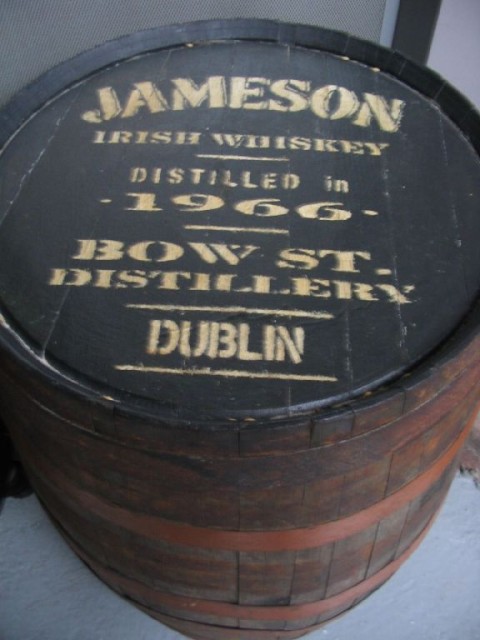 JAMESON
IRISH WHISKEY
DISTILLED in
·1966·
BOW ST.
DISTILLERY
DUBLIN